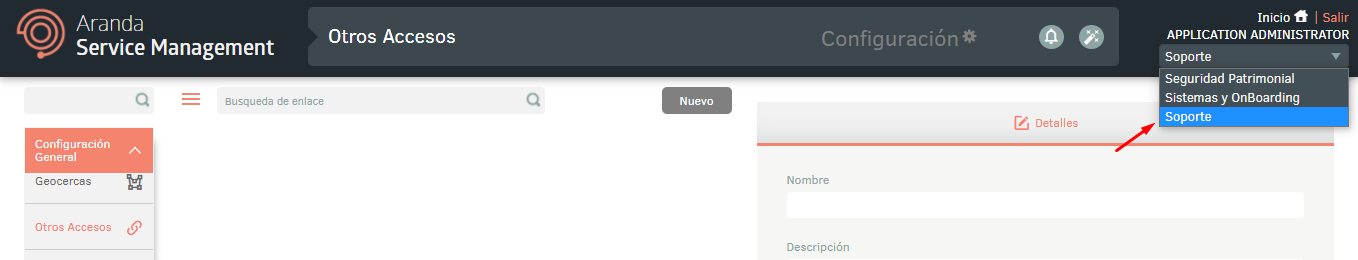 Aranda
Service Management
Otros Accesos
Configuración
Inicio | Salir
APPLICATION ADMINISTRATOR
Soporte
Seguridad Patrimonial
Sistemas y OnBoarding
Soporte
Busqueda de enlace
Nuevo
Configuración
General
Geocercas
Otros Accesos
Detalles
Nombre
Descripción